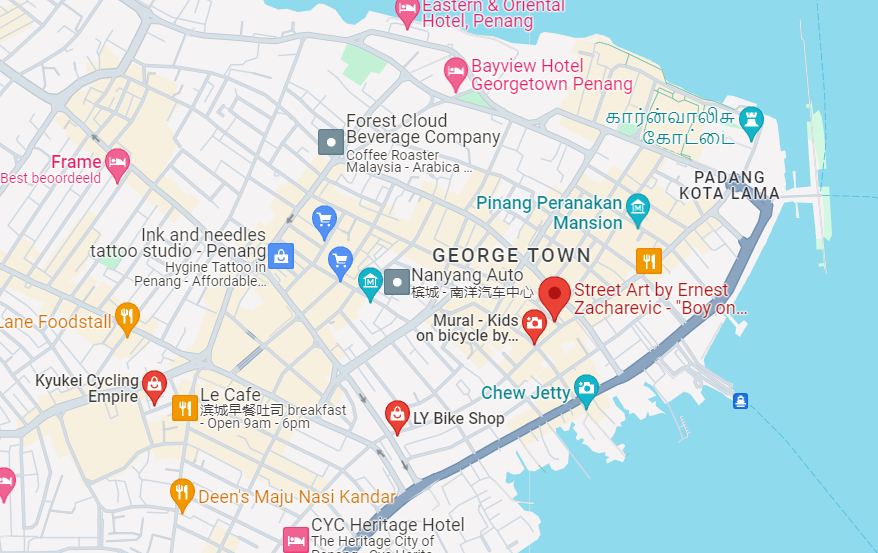 Eastern & Oriental
Hotel, Penang
Bayview Hotel
Georgetown Penang
Forest Cloud
Beverage Company
Coffee Roaster
Malaysia - Arabica ...
கார்ன்வாலிசு
கோட்டை
Frame
Best beoordeeld
PADANG
KOTA LAMA
Pinang Peranakan
Mansion
Ink and needles
tattoo studio - Penang
Hygine Tattoo in
Penang - Affordable...
GEORGE TOWN
Nanyang Auto
槟城 - 南洋汽车中心
Street Art by Ernest
Zacharevic - "Boy on...
Mural - Kids
on bicycle by...
Lane Foodstall
Kyukei Cycling
Empire
Chew Jetty
Le Cafe
滨城早餐吐司 breakfast
- Open 9am - 6pm
LY Bike Shop
Deen's Maju Nasi Kandar
CYC Heritage Hotel
The Heritage City of